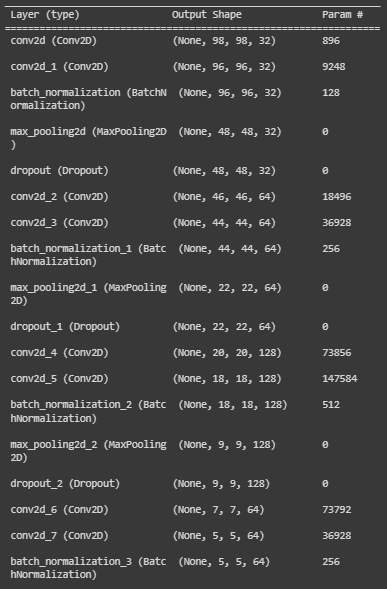 Layer (type) Output Shape Param #
conv2d (Conv2D) (None, 98, 98, 32) 896
conv2d_1 (Conv2D) (None, 96, 96, 32) 9248
batch_normalization (BatchN (None, 96, 96, 32) 128
ormalization)
max_pooling2d (MaxPooling2D (None, 48, 48, 32) 0
)
dropout (Dropout) (None, 48, 48, 32) 0
conv2d_2 (Conv2D) (None, 46, 46, 64) 18496
conv2d_3 (Conv2D) (None, 44, 44, 64) 36928
batch_normalization_1 (Batc (None, 44, 44, 64) 256
hNormalization)
max_pooling2d_1 (MaxPooling (None, 22, 22, 64) 0
2D)
dropout_1 (Dropout) (None, 22, 22, 64) 0
conv2d_4 (Conv2D) (None, 20, 20, 128) 73856
conv2d_5 (Conv2D) (None, 18, 18, 128) 147584
batch_normalization_2 (Batc (None, 18, 18, 128) 512
hNormalization)
max_pooling2d_2 (MaxPooling (None, 9, 9, 128) 0
2D)
dropout_2 (Dropout) (None, 9, 9, 128) 0
conv2d_6 (Conv2D) (None, 7, 7, 64) 73792
conv2d_7 (Conv2D) (None, 5, 5, 64) 36928
batch_normalization_3 (Batc (None, 5, 5, 64) 256
hNormalization)